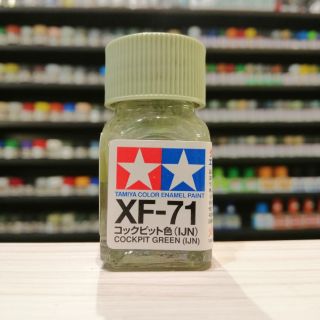 TAMIYA COLOR ENAMEL PAINT
XF-71
コックピット色(IJN)
COCKPIT GREEN (IJN)